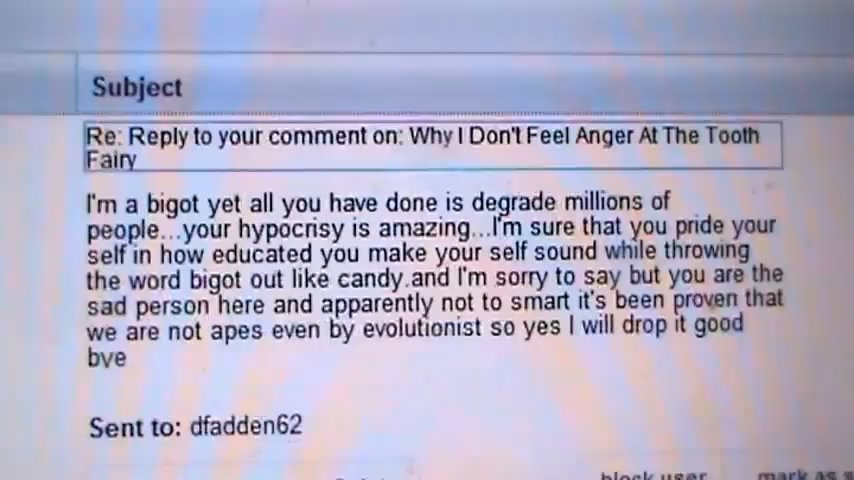 Subject
Re: Reply to your comment on: Why I Don't Feel Anger At The Tooth
Fairy
I'm a bigot yet all you have done is degrade millions of
people...your hypocrisy is amazing...I'm sure that you pride your
self in how educated you make your self sound while throwing
the word bigot out like candy.and I'm sorry to say but you are the
sad person here and apparently not to smart it's been proven that
we are not apes even by evolutionist so yes I will drop it good
bye
Sent to: dfadden62
block user mark as